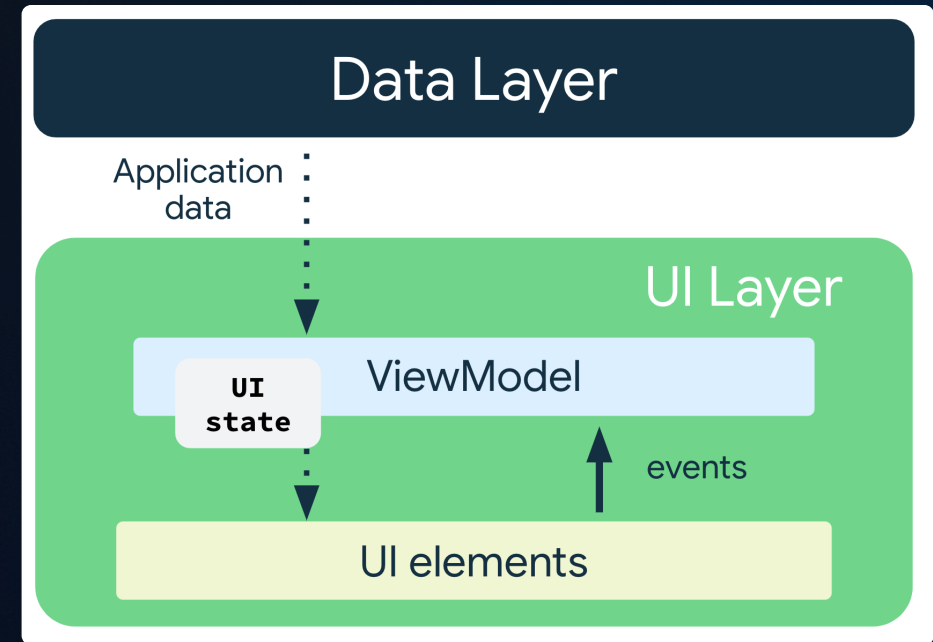 Data Layer
Application
data
UI Layer
ViewModel
UI
state
events
UI elements